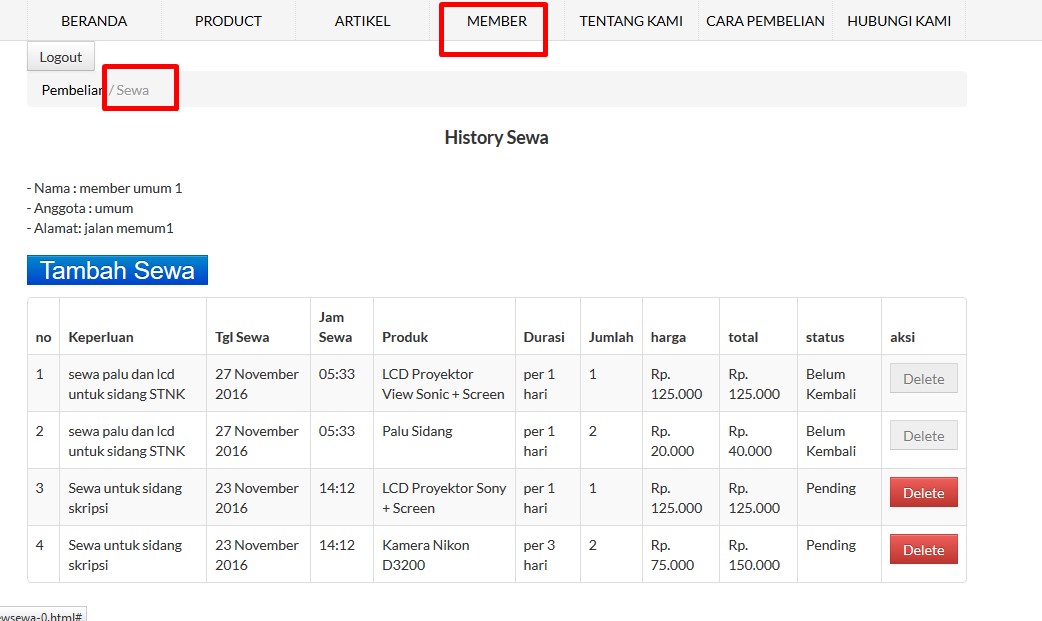 BERANDA PRODUCT ARTIKEL MEMBER TENTANG KAMI CARA PEMBELIAN HUBUNGI KAMI
Logout
Pembelian / Sewa
History Sewa
- Nama : member umum 1
- Anggota : umum
- Alamat: jalan memum1
Tambah Sewa
no Keperluan Tgl Sewa Jam Sewa Produk Durasi Jumlah harga total status aksi
1 sewa palu dan lcd untuk sidang STNK 27 November 2016 05:33 LCD Proyektor View Sonic + Screen per 1 hari 1 Rp. 125.000 Rp. 125.000 Belum Kembali Delete
2 sewa palu dan lcd untuk sidang STNK 27 November 2016 05:33 Palu Sidang per 1 hari 2 Rp. 20.000 Rp. 40.000 Belum Kembali Delete
3 Sewa untuk sidang skripsi 23 November 2016 14:12 LCD Proyektor Sony + Screen per 1 hari 1 Rp. 125.000 Rp. 125.000 Pending Delete
4 Sewa untuk sidang skripsi 23 November 2016 14:12 Kamera Nikon D3200 per 3 hari 2 Rp. 75.000 Rp. 150.000 Pending Delete
ewsewa-0.html#